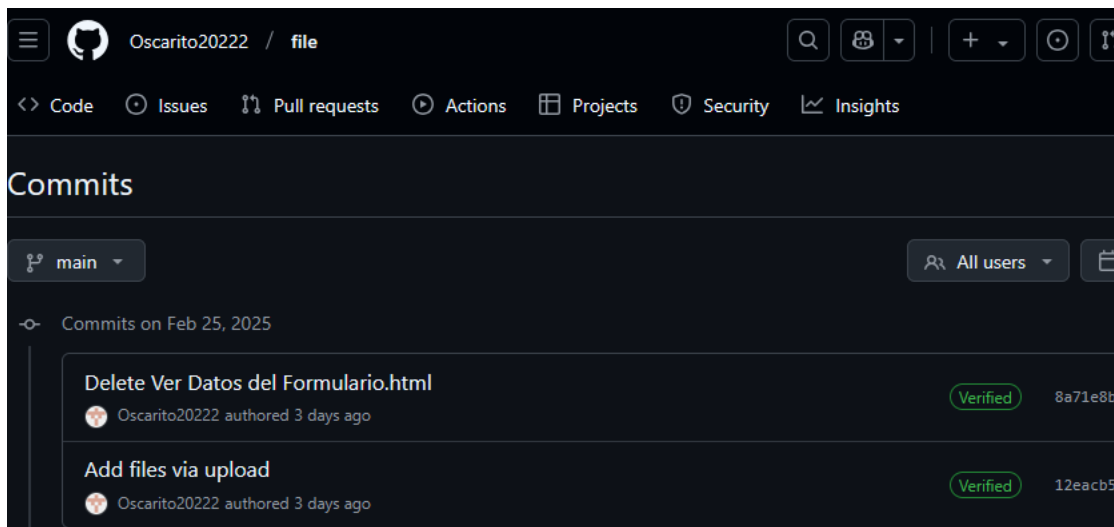 Oscarito20222 / file
Code Issues Pull requests Actions Projects Security Insights
Commits
main All users
Commits on Feb 25, 2025
Delete Ver Datos del Formulario.html
Oscarito20222 authored 3 days ago
Verified 8a71e8b
Add files via upload
Oscarito20222 authored 3 days ago
Verified 12eacb5